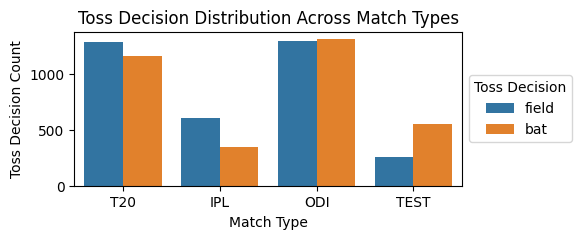 Toss Decision Distribution Across Match Types
Toss Decision Count
1000
500
0
T20 IPL ODI TEST
Match Type
Toss Decision
field
bat